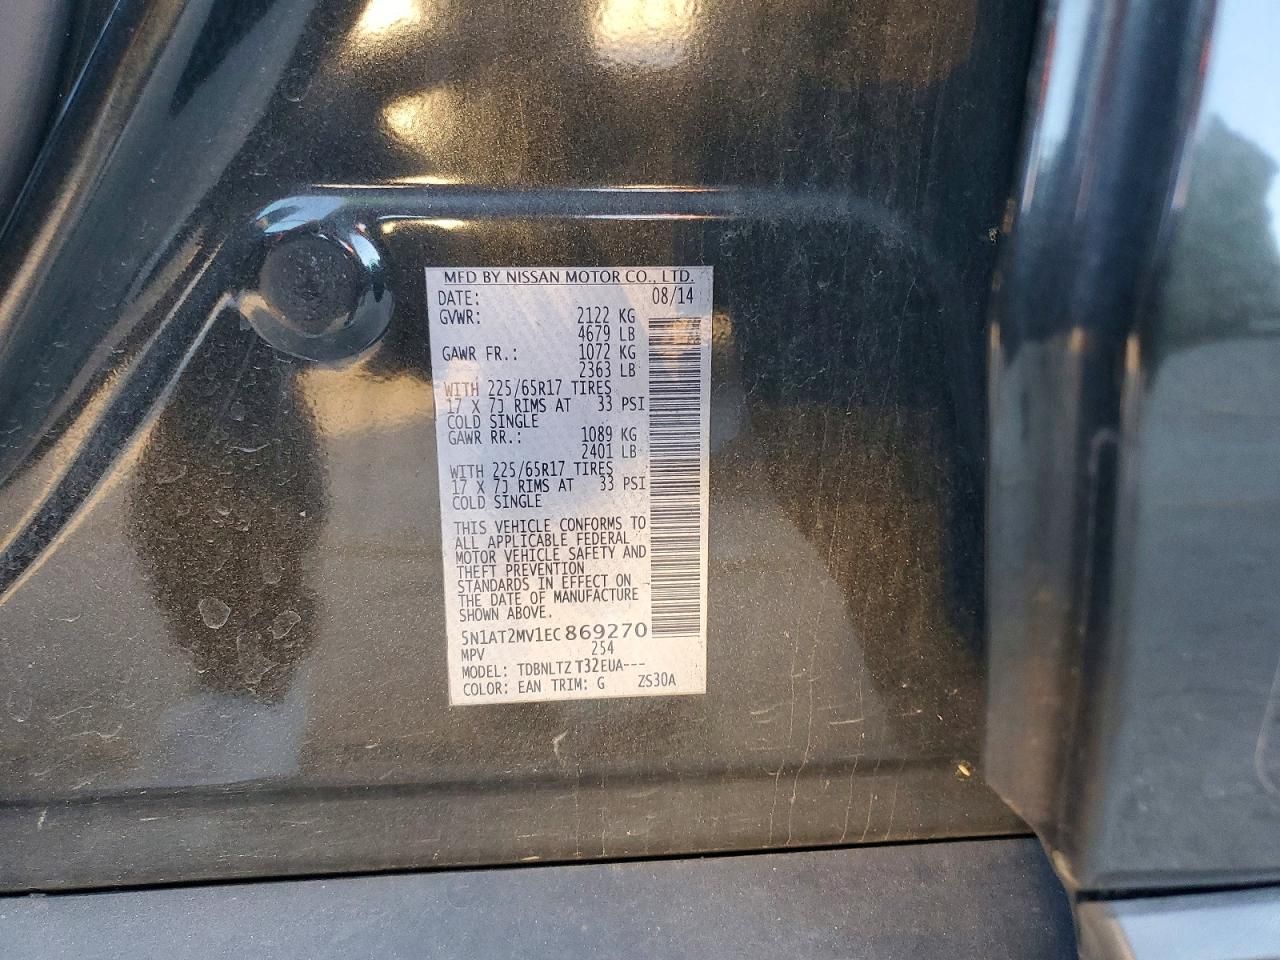 MFD BY NISSAN MOTOR CO., LTD.
DATE: 08/14
GVWR: 2122 KG
4679 LB
GAWR FR.: 1072 KG
2363 LB
WITH 225/65R17 TIRES
17 X 7J RIMS AT 33 PSI
COLD SINGLE
GAWR RR.: 1089 KG
2401 LB
WITH 225/65R17 TIRES
17 X 7J RIMS AT 33 PSI
COLD SINGLE
THIS VEHICLE CONFORMS TO
ALL APPLICABLE FEDERAL
MOTOR VEHICLE SAFETY AND
THEFT PREVENTION
STANDARDS IN EFFECT ON
THE DATE OF MANUFACTURE
SHOWN ABOVE.
5N1AT2MV1EC869270
MPV 254
MODEL: TDBNLTZ T32EUA---
COLOR: EAN TRIM: G ZS30A